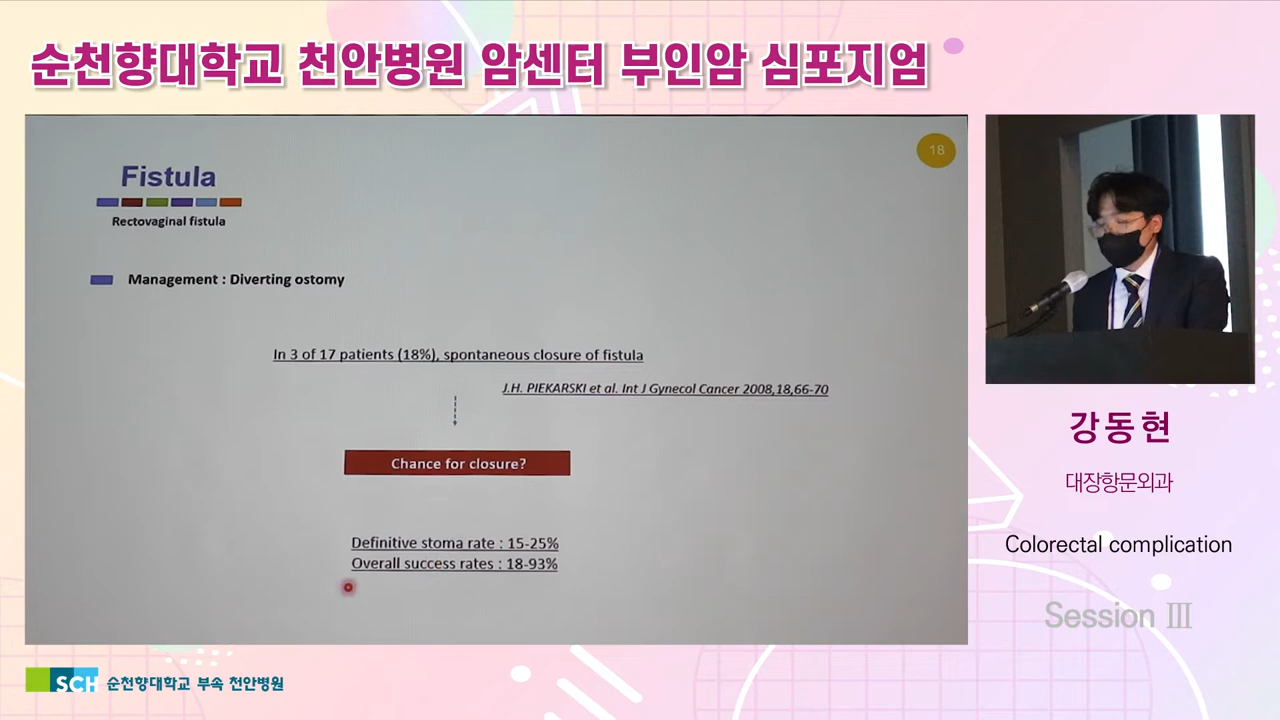 순천향대학교 천안병원 암센터 부인암 심포지엄
18
Fistula
Rectovaginal fistula
Management : Diverting ostomy
In 3 of 17 patients (18%), spontaneous closure of fistula
J.H. PIEKARSKI et al. Int J Gynecol Cancer 2008,18,66-70
Chance for closure?
Definitive stoma rate : 15-25%
Overall success rates : 18-93%
강동현
대장항문외과
Colorectal complication
Session Ⅲ
SCH 순천향대학교 부속 천안병원